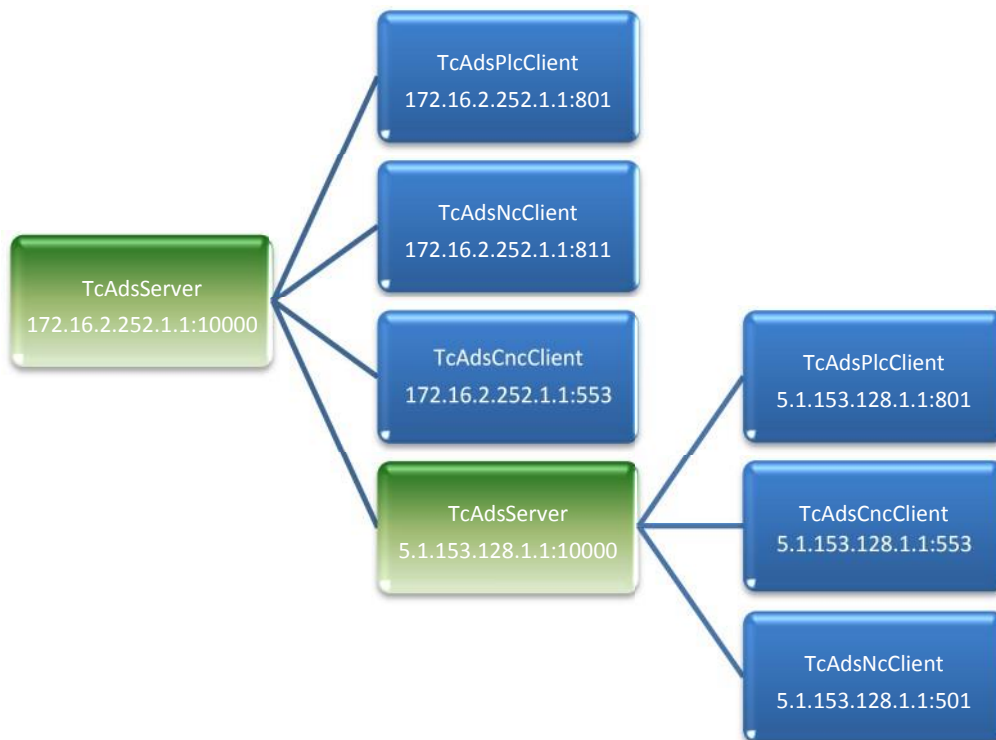 TcAdsPlcClient
172.16.2.252.1.1:801
TcAdsNcClient
172.16.2.252.1.1:811
TcAdsServer
172.16.2.252.1.1:10000
TcAdsCncClient
172.16.2.252.1.1:553
TcAdsPlcClient
5.1.153.128.1.1:801
TcAdsServer
5.1.153.128.1.1:10000
TcAdsCncClient
5.1.153.128.1.1:553
TcAdsNcClient
5.1.153.128.1.1:501